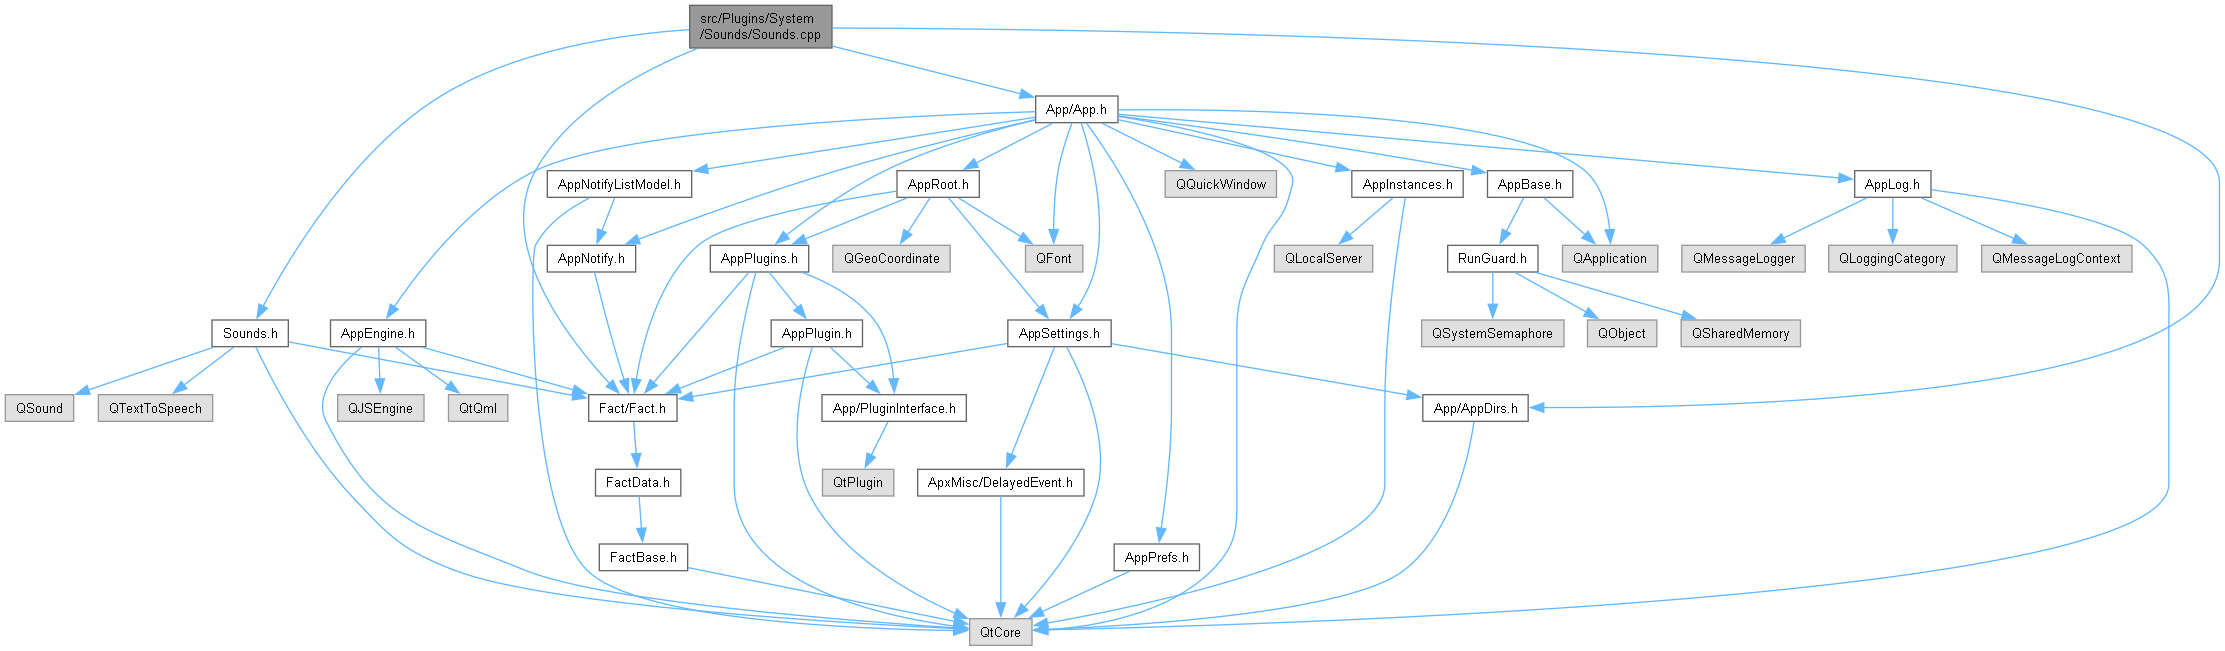 src/Plugins/System
/Sounds/Sounds.cpp
App/App.h
AppNotifyListModel.h
AppRoot.h
QQuickWindow
AppInstances.h
AppBase.h
AppLog.h
AppNotify.h
AppPlugins.h
QGeoCoordinate
QFont
QLocalServer
RunGuard.h
QApplication
QMessageLogger
QLoggingCategory
QMessageLogContext
Sounds.h
AppEngine.h
AppPlugin.h
AppSettings.h
QSystemSemaphore
QObject
QSharedMemory
QSound
QTextToSpeech
QJSEngine
QtQml
Fact/Fact.h
App/PluginInterface.h
App/AppDirs.h
FactData.h
QtPlugin
ApxMisc/DelayedEvent.h
FactBase.h
AppPrefs.h
QtCore